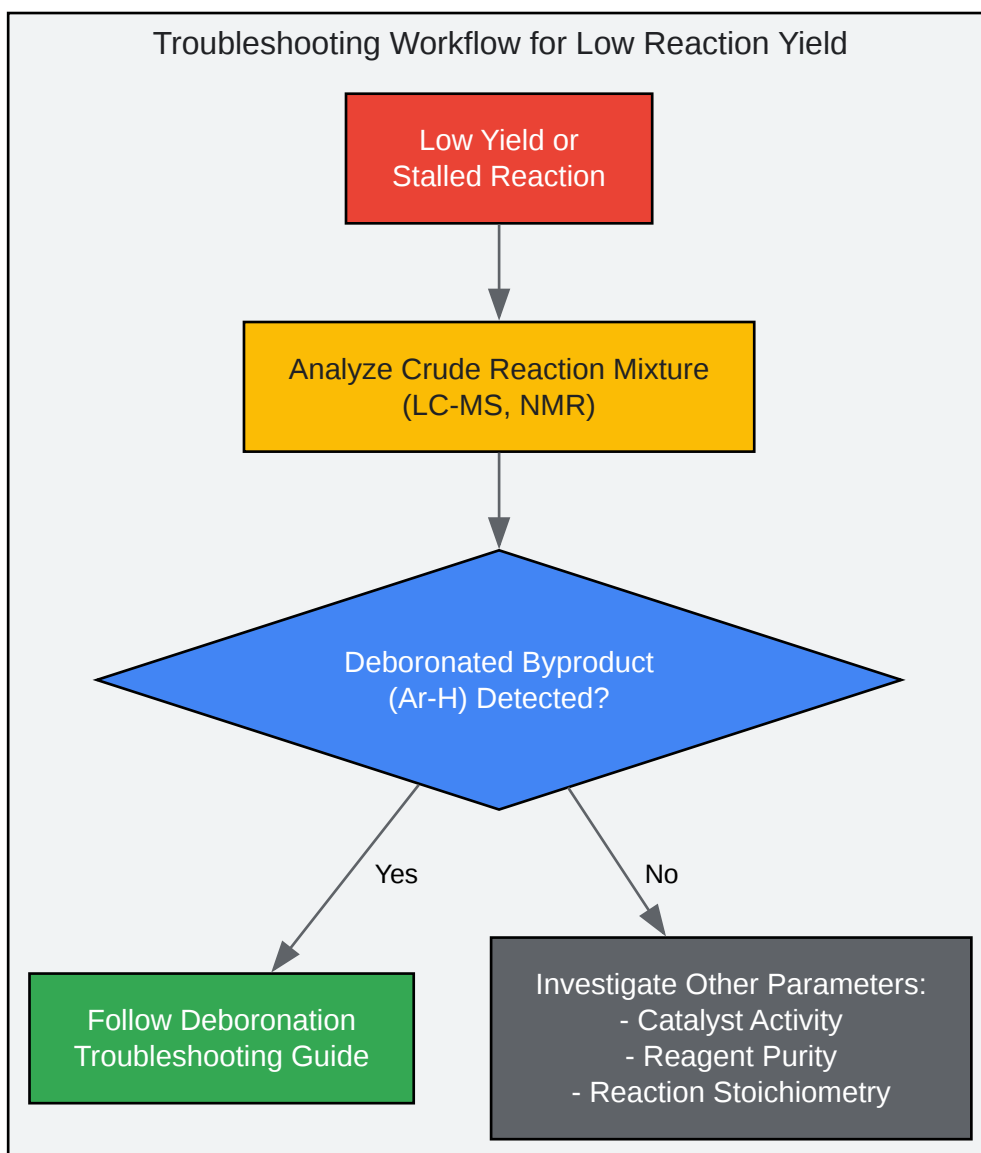 Troubleshooting Workflow for Low Reaction Yield
Low Yield or
Stalled Reaction
Analyze Crude Reaction Mixture
(LC-MS, NMR)
Deboronated Byproduct
(Ar-H) Detected?
Yes
No
Follow Deboronation
Troubleshooting Guide
Investigate Other Parameters:
- Catalyst Activity
- Reagent Purity
- Reaction Stoichiometry